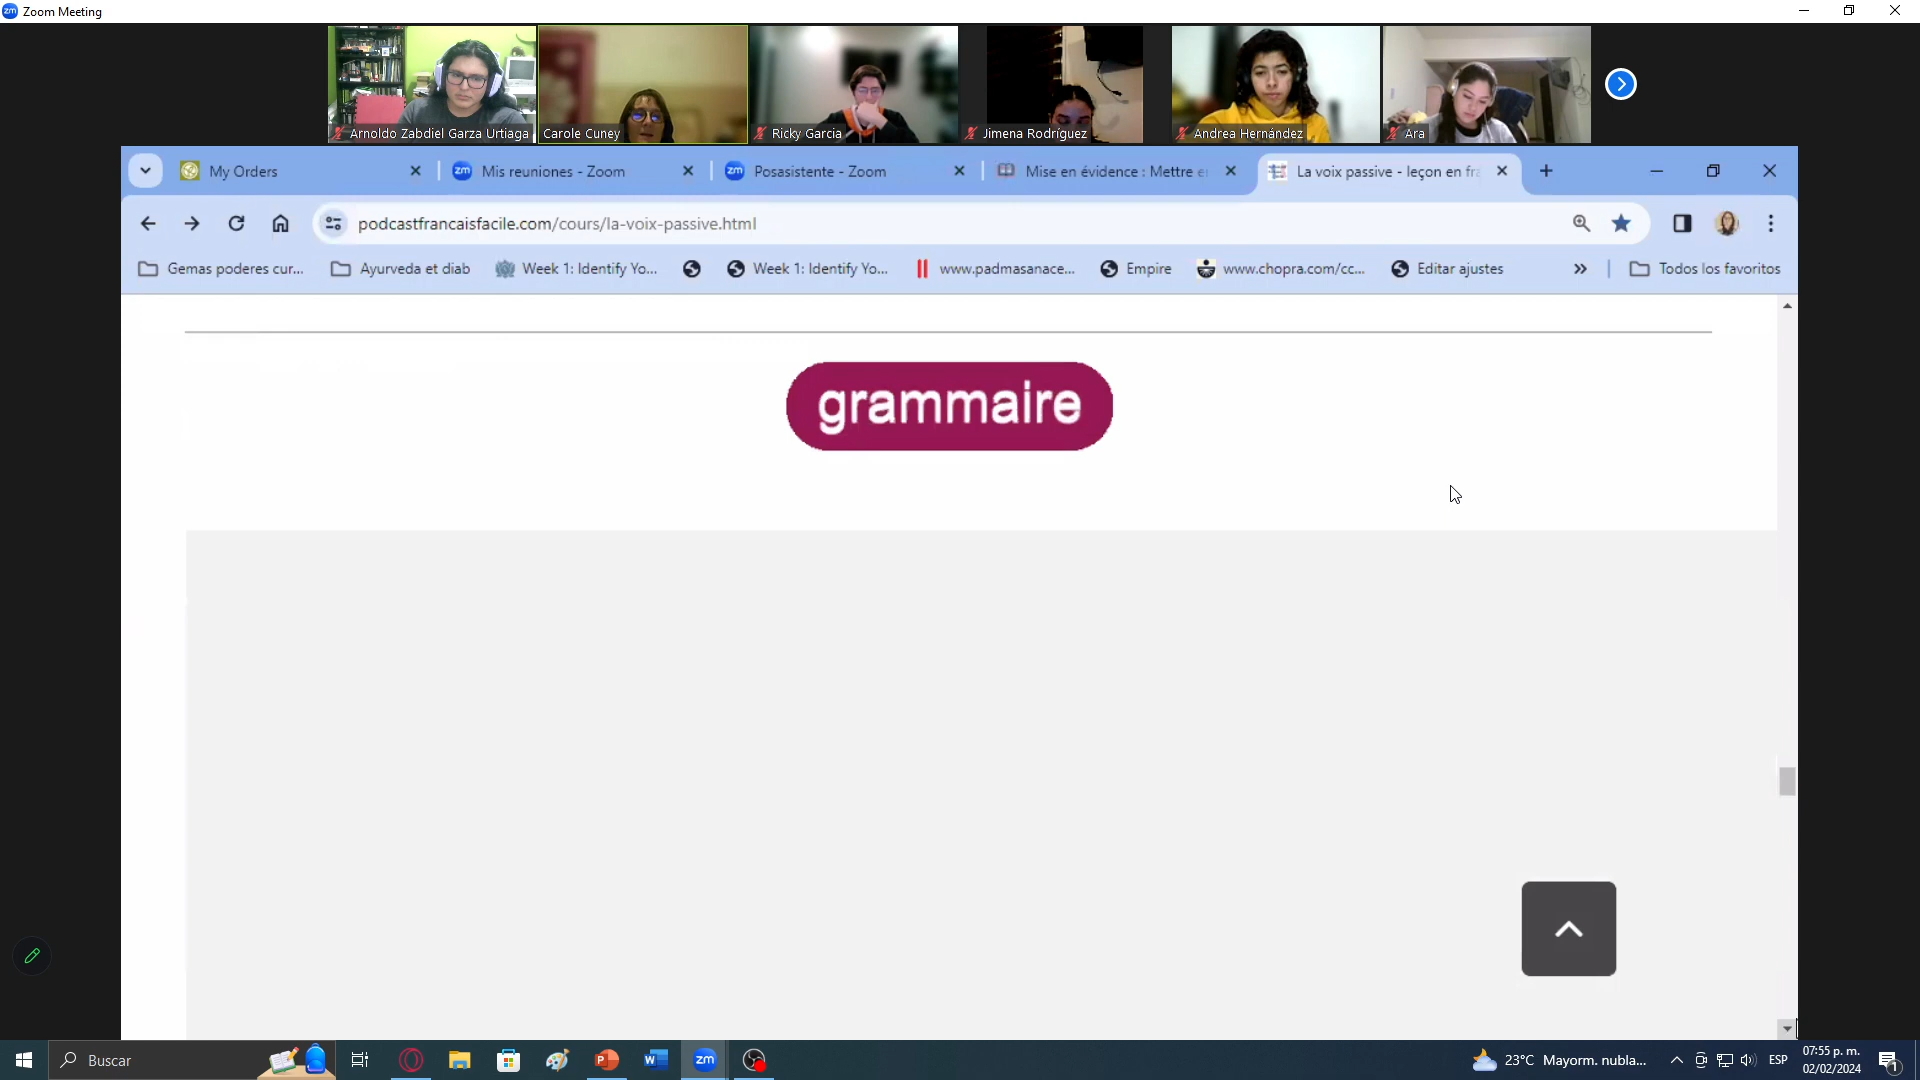 Zoom Meeting
Arnoldo Zabdiel Garza Urtiaga
Carole Cuney
Ricky Garcia
Jimena Rodríguez
Andrea Hernández
Ara
My Orders
Mis reuniones - Zoom
Posasistente - Zoom
Mise en évidence : Mettre e
La voix passive - leçon en fra
podcastfrancaisfacile.com/cours/la-voix-passive.html
Gemas poderes cur...
Ayurveda et diab
Week 1: Identify Yo...
Week 1: Identify Yo...
www.padmasanace...
Empire
www.chopra.com/cc...
Editar ajustes
Todos los favoritos
grammaire
Buscar
23°C Mayorm. nubla...
ESP
07:55 p. m.
02/02/2024
1